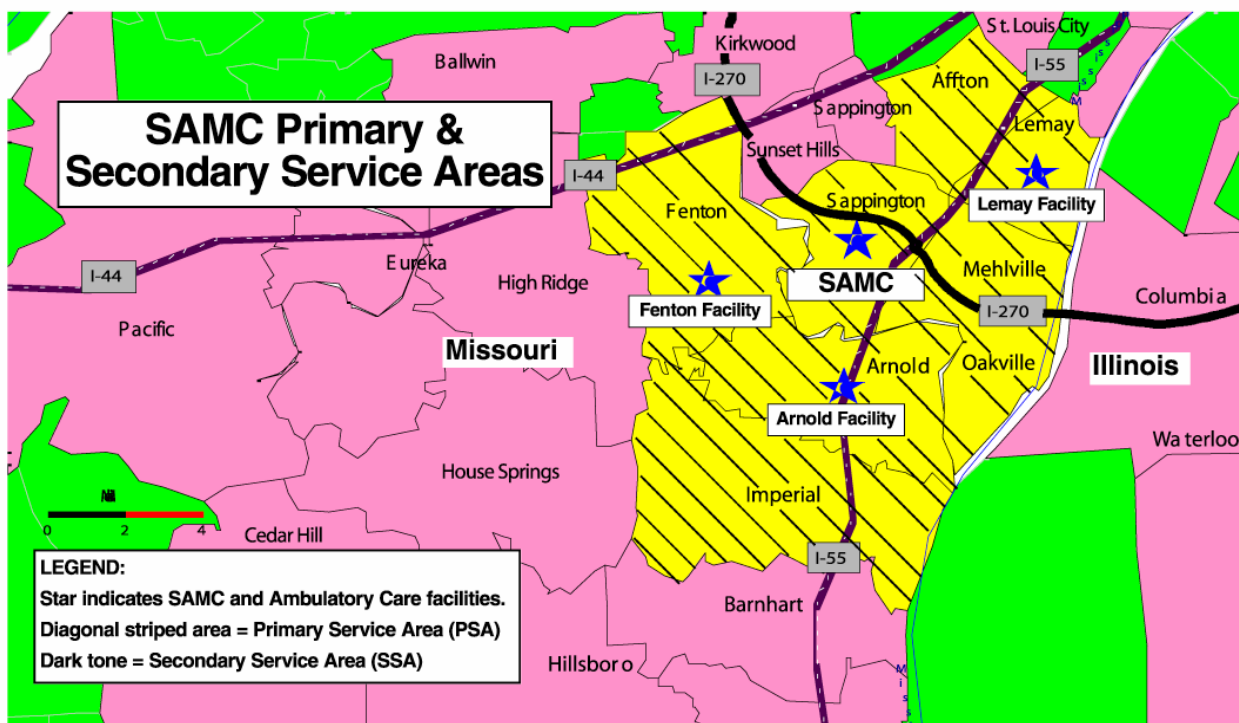 St. Louis City
Kirkwood
Ballwin
I-55
I-270
Affton
SAMC Primary &
Secondary Service Areas
Sappington
Lemay
Sunset Hills
I-44
Sappington
Lemay Facility
Fenton
Eureka
I-44
High Ridge
SAMC
Mehlville
Fenton Facility
I-270
Columbia
Pacific
Missouri
Arnold
Oakville
Illinois
Arnold Facility
Waterloo
House Springs
Imperial
0 2 4
Cedar Hill
I-55
LEGEND:
Star indicates SAMC and Ambulatory Care facilities.
Diagonal striped area = Primary Service Area (PSA)
Dark tone = Secondary Service Area (SSA)
Barnhart
Hillsboro